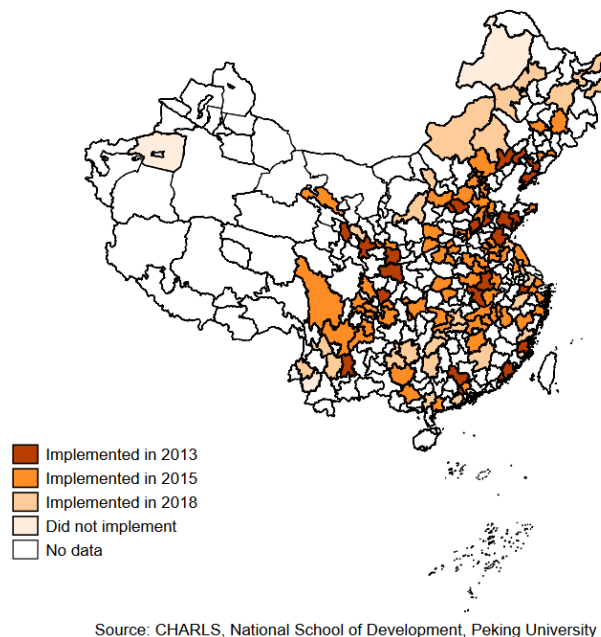 Implemented in 2013
Implemented in 2015
Implemented in 2018
Did not implement
No data
Source: CHARLS, National School of Development, Peking University